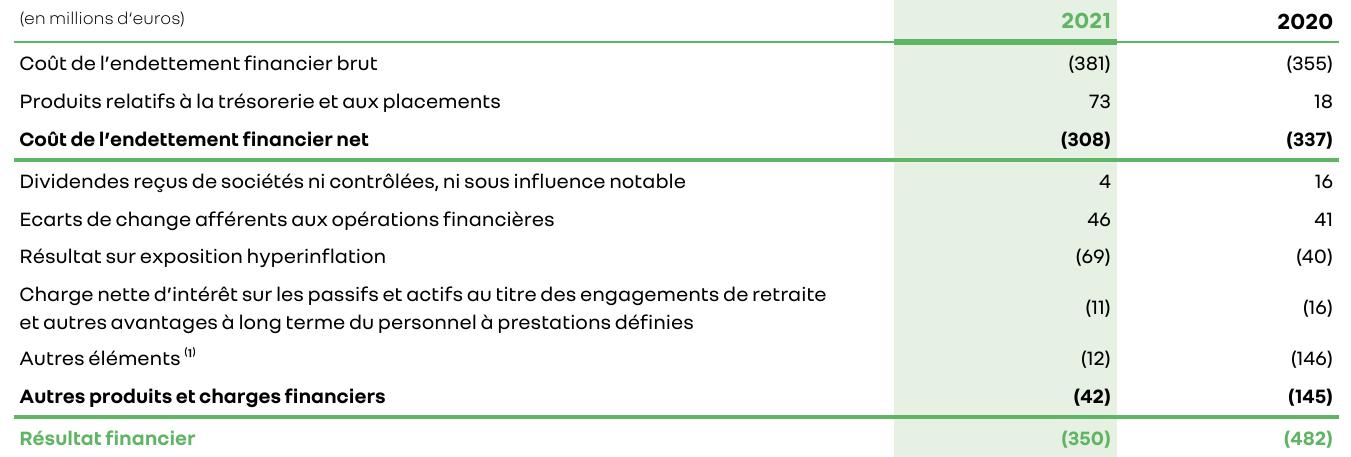 (en millions d'euros) 2021 2020
Coût de l'endettement financier brut (381) (355)
Produits relatifs à la trésorerie et aux placements 73 18
Coût de l'endettement financier net (308) (337)
Dividendes reçus de sociétés ni contrôlées, ni sous influence notable 4 16
Ecarts de change afférents aux opérations financières 46 41
Résultat sur exposition hyperinflation (69) (40)
Charge nette d'intérêt sur les passifs et actifs au titre des engagements de retraite
et autres avantages à long terme du personnel à prestations définies (11) (16)
Autres éléments (1) (12) (146)
Autres produits et charges financiers (42) (145)
Résultat financier (350) (482)